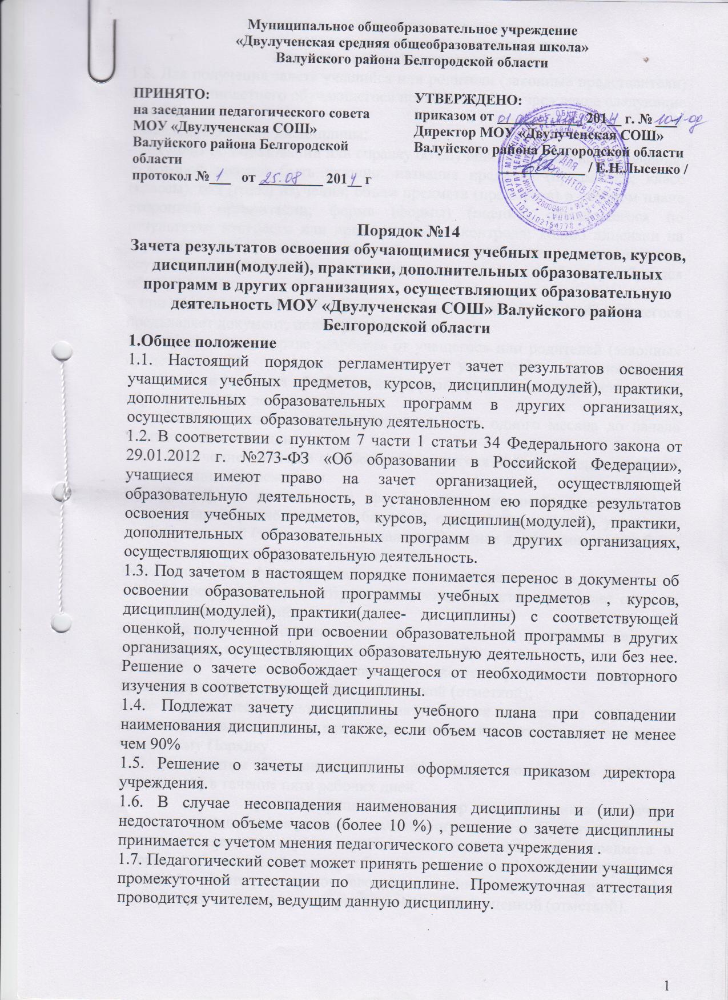 Муниципальное общеобразовательное учреждение
«Двулученская средняя общеобразовательная школа»
Валуйского района Белгородской области
ПРИНЯТО:
на заседании педагогического совета
МОУ «Двулученская СОШ»
Валуйского района Белгородской
области
протокол № 1 от 25.08 2014 г
УТВЕРЖДЕНО:
приказом от 01 2014 г. №
Директор МОУ «Двулученская СОШ»
Валуйского района Белгородской области
/ Е.Н.Лысенко /
ДЛЯ
ДОКУМЕНТОВ
Порядок №14
Зачета результатов освоения обучающимися учебных предметов, курсов,
дисциплин(модулей), практики, дополнительных образовательных
программ в других организациях, осуществляющих образовательную
деятельность МОУ «Двулученская СОШ» Валуйского района
Белгородской области
1.Общее положение
1.1. Настоящий порядок регламентирует зачет результатов освоения
учащимися учебных предметов, курсов, дисциплин(модулей), практики,
дополнительных образовательных программ в других организациях,
осуществляющих образовательную деятельность.
1.2. В соответствии с пунктом 7 части 1 статьи 34 Федерального закона от
29.01.2012 г. №273-ФЗ «Об образовании в Российской Федерации»,
учащиеся имеют право на зачет организацией, осуществляющей
образовательную деятельность, в установленном ею порядке результатов
освоения учебных предметов, курсов, дисциплин(модулей), практики,
дополнительных образовательных программ в других организациях,
осуществляющих образовательную деятельность.
1.3. Под зачетом в настоящем порядке понимается перенос в документы об
освоении образовательной программы учебных предметов , курсов,
дисциплин(модулей), практики(далее- дисциплины) с соответствующей
оценкой, полученной при освоении образовательной программы в других
организациях, осуществляющих образовательную деятельность, или без нее.
Решение о зачете освобождает учащегося от необходимости повторного
изучения в соответствующей дисциплины.
1.4. Подлежат зачету дисциплины учебного плана при совпадении
наименования дисциплины, а также, если объем часов составляет не менее
чем 90%
1.5. Решение о зачеты дисциплины оформляется приказом директора
учреждения.
1.6. В случае несовпадения наименования дисциплины и (или) при
недостаточном объеме часов (более 10 %) , решение о зачете дисциплины
принимается с учетом мнения педагогического совета учреждения .
1.7. Педагогический совет может принять решение о прохождении учащимся
промежуточной аттестации по дисциплине. Промежуточная аттестация
проводится учителем, ведущим данную дисциплину.
1